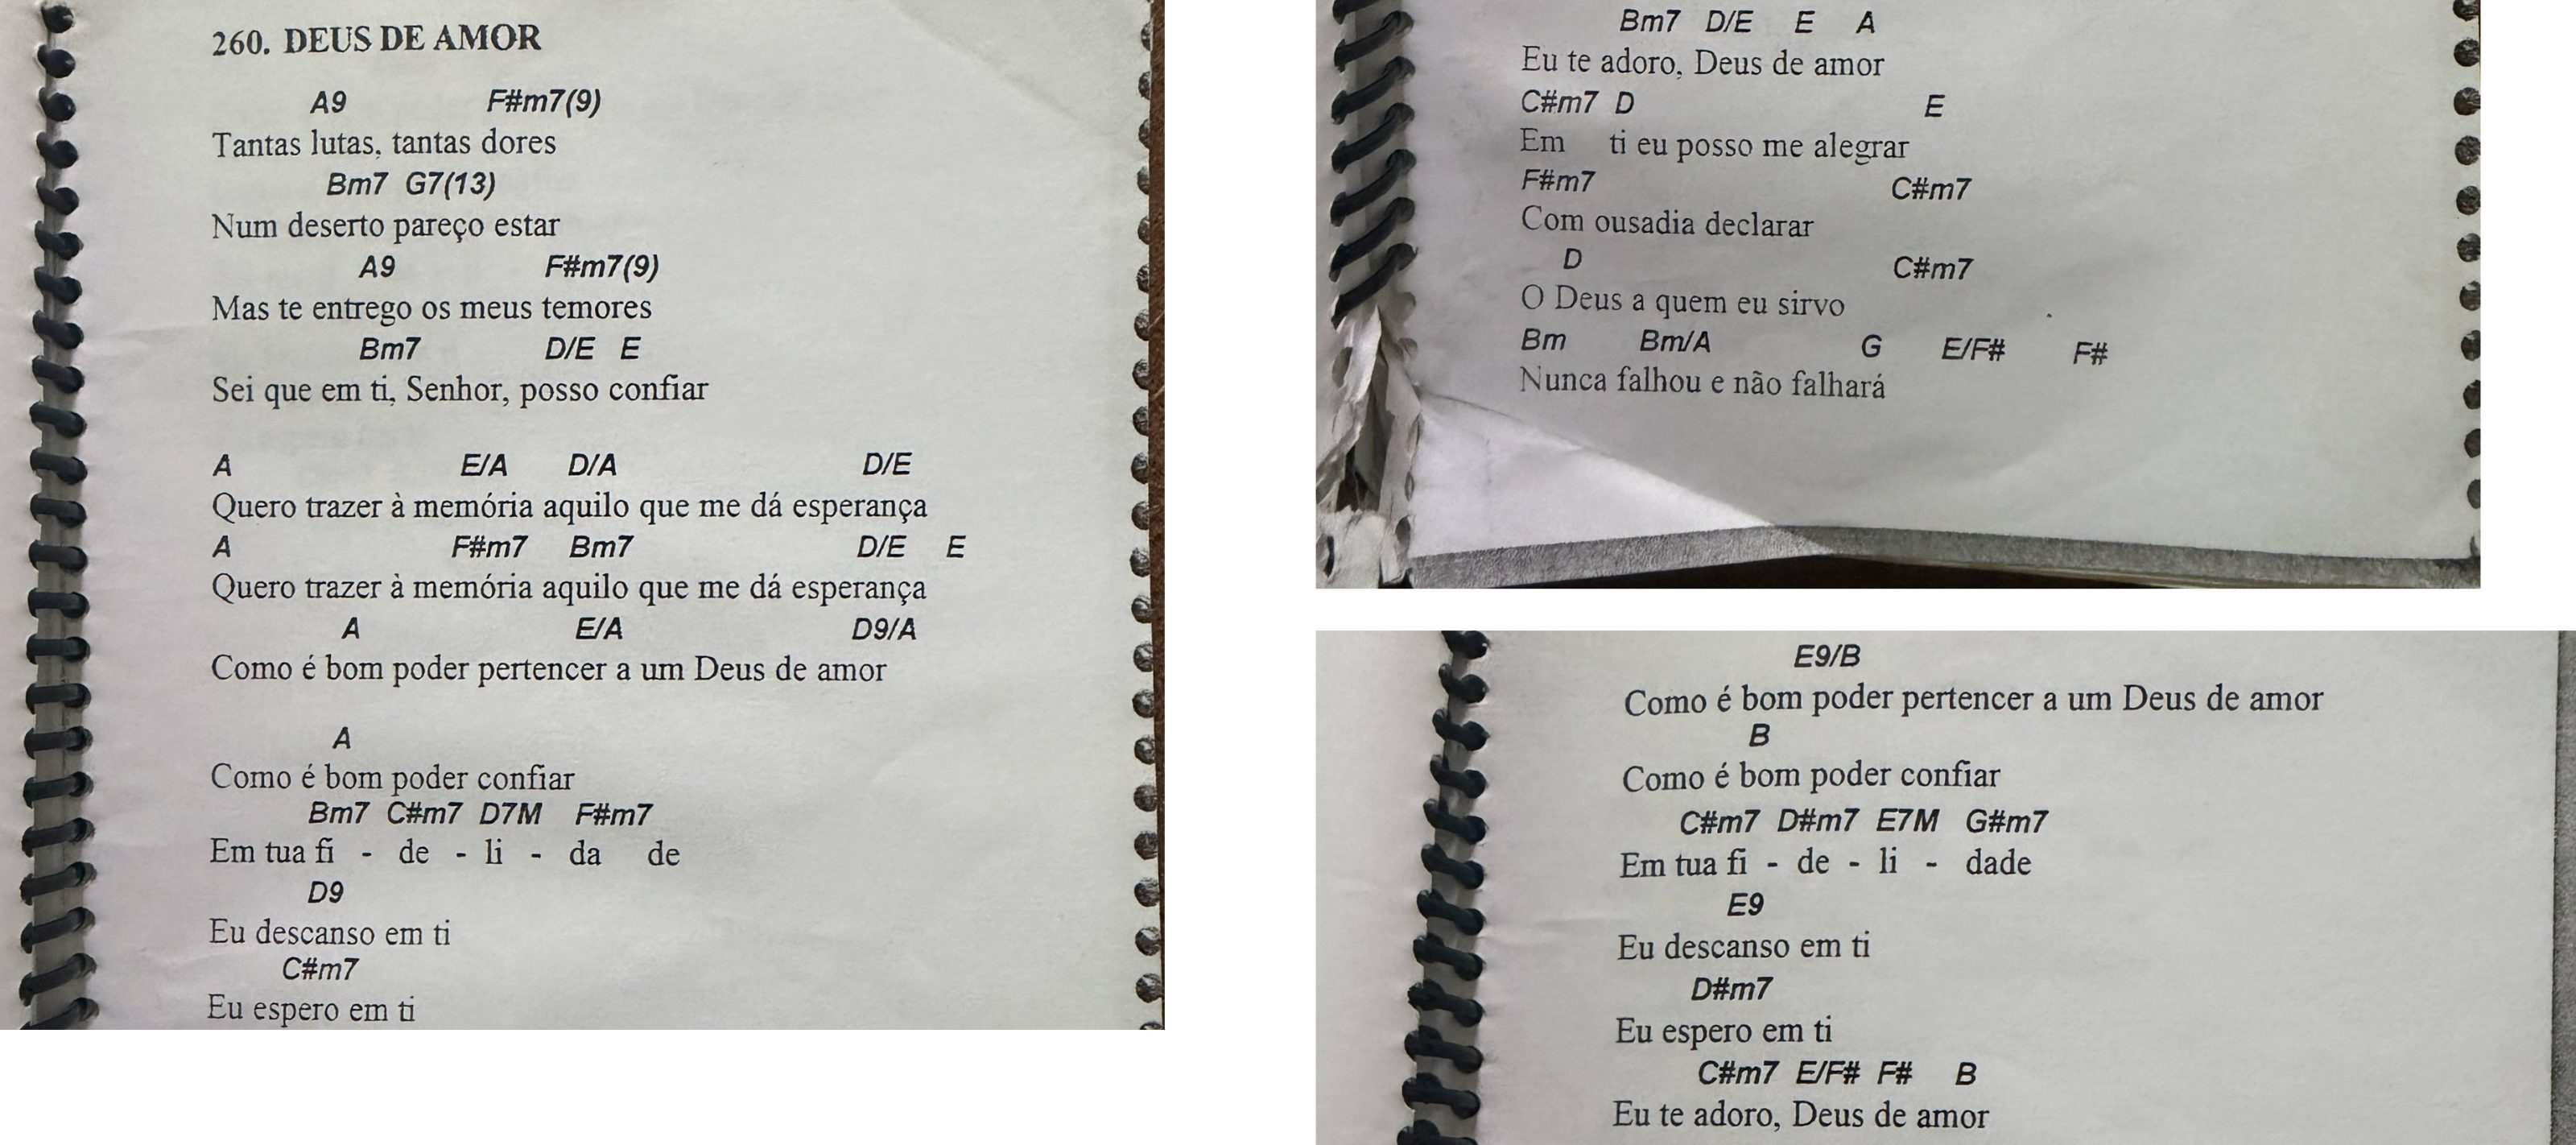 260. DEUS DE AMOR
A9 F#m7(9)
Tantas lutas, tantas dores
Bm7 G7(13)
Num deserto pareço estar
A9 F#m7(9)
Mas te entrego os meus temores
Bm7 D/E E
Sei que em ti, Senhor, posso confiar
A E/A D/A D/E
Quero trazer à memória aquilo que me dá esperança
A F#m7 Bm7 D/E E
Quero trazer à memória aquilo que me dá esperança
A E/A D9/A
Como é bom poder pertencer a um Deus de amor
A
Como é bom poder confiar
Bm7 C#m7 D7M F#m7
Em tua fi - de - li - da de
D9
Eu descanso em ti
C#m7
Eu espero em ti
Bm7 D/E E A
Eu te adoro, Deus de amor
C#m7 D E
Em ti eu posso me alegrar
F#m7 C#m7
Com ousadia declarar
D C#m7
O Deus a quem eu sirvo
Bm Bm/A G E/F# F#
Nunca falhou e não falhará
E9/B
Como é bom poder pertencer a um Deus de amor
B
Como é bom poder confiar
C#m7 D#m7 E7M G#m7
Em tua fi - de - li - dade
E9
Eu descanso em ti
D#m7
Eu espero em ti
C#m7 E/F# F# B
Eu te adoro, Deus de amor